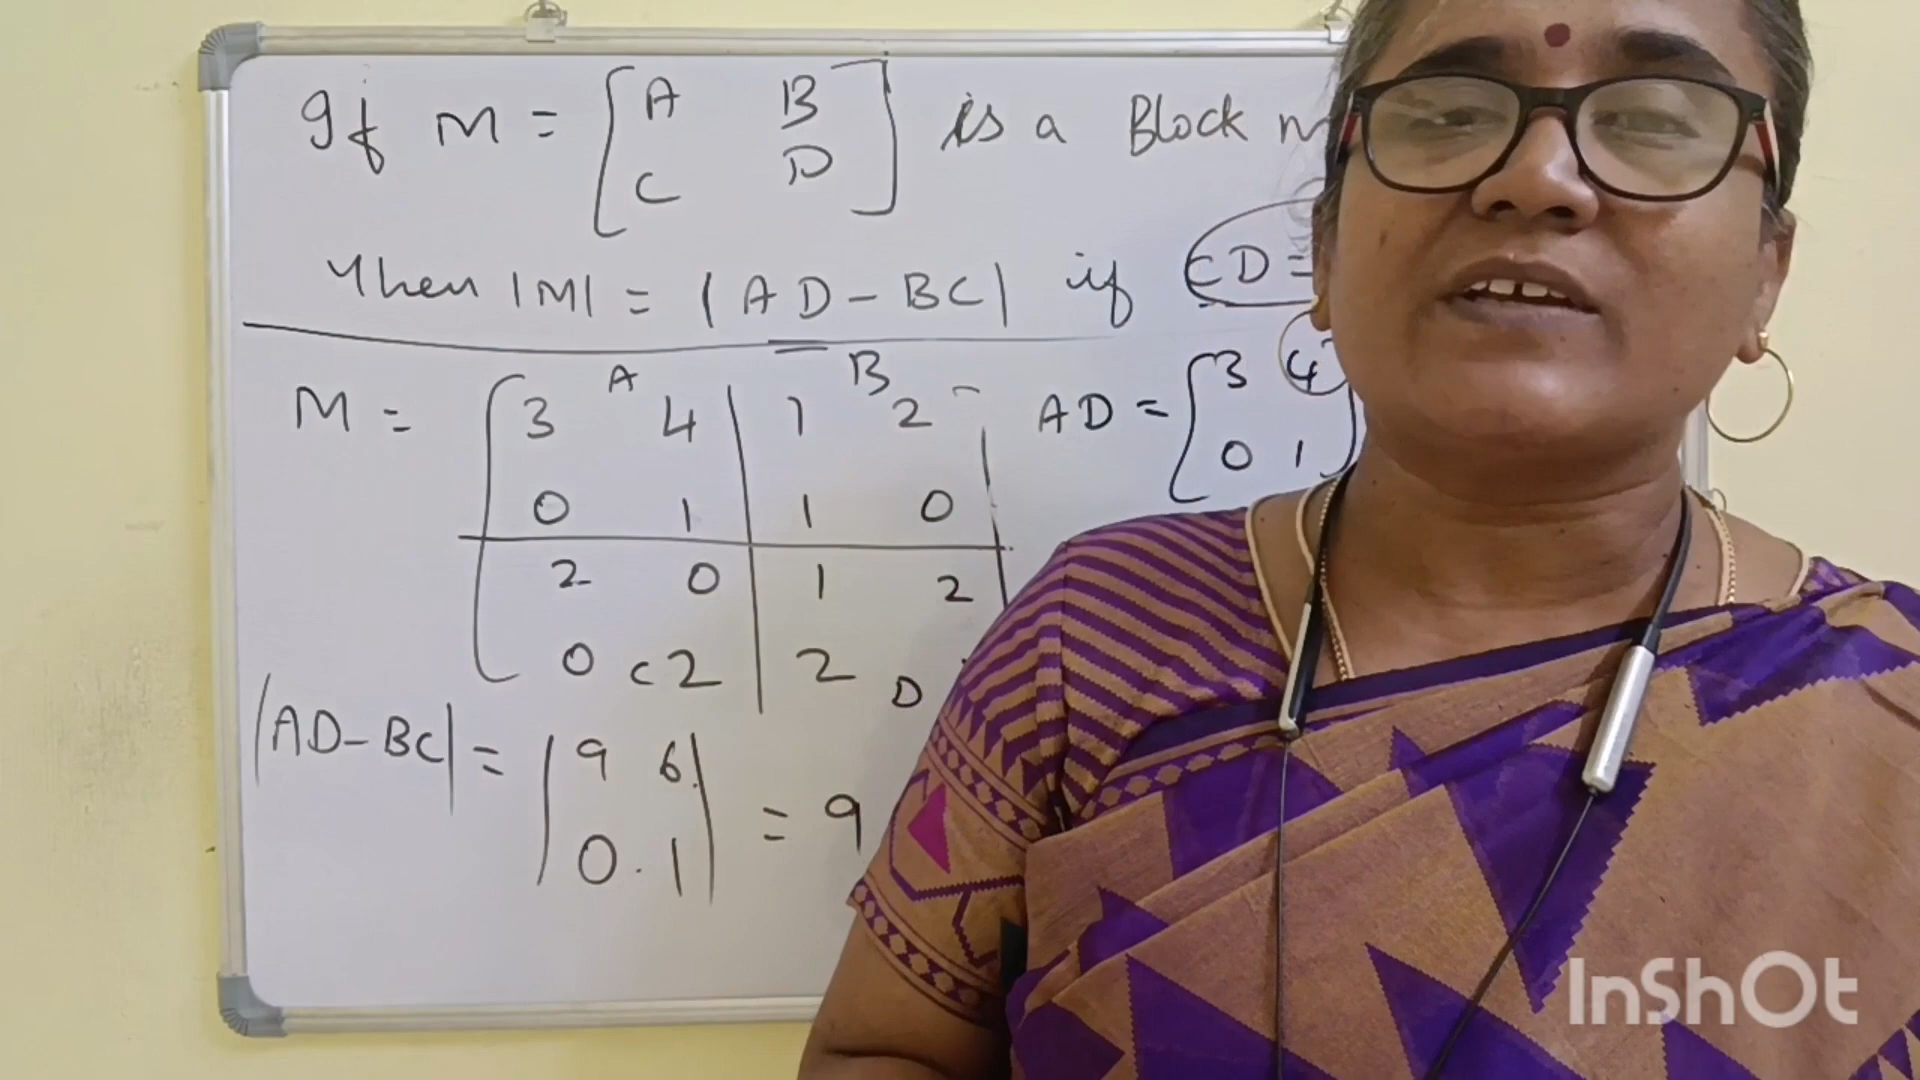 If M = [A B
C D] is a Block
Then |M| = |AD - BC| if CD =
A B
M = [3 4 | 1 2
0 1 | 1 0
2 0 | 1 2
0 C 2 | 2 D
AD = [3 4
0 1]
|AD-BC| = |9 6|
|0 . 1| = 9
InShOt